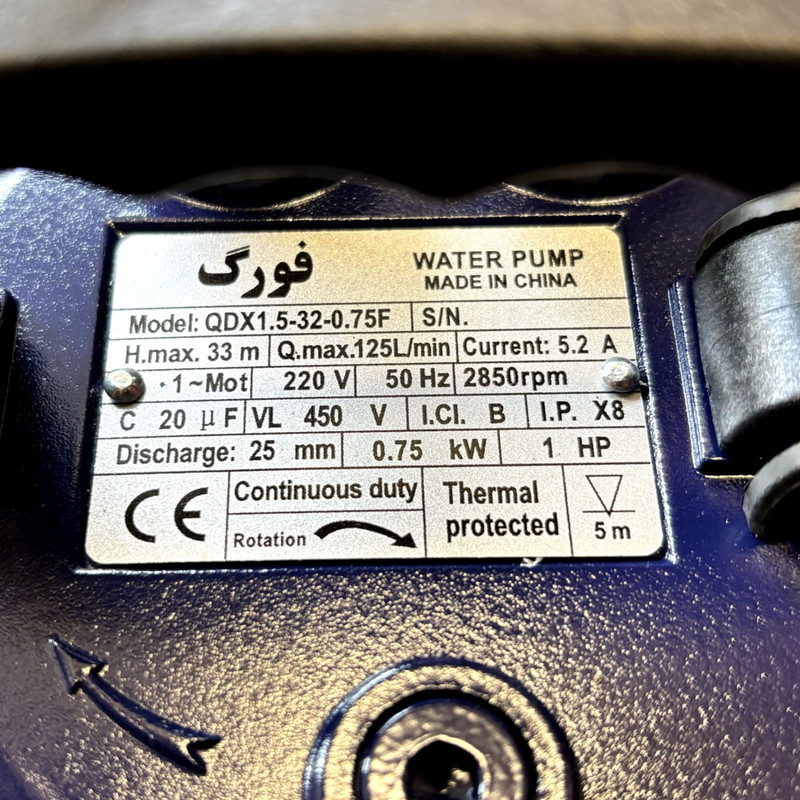 فورگ
WATER PUMP
MADE IN CHINA
Model: QDX1.5-32-0.75F S/N.
H.max. 33 m Q.max.125L/min Current: 5.2 A
1~Mot 220 V 50 Hz 2850rpm
C 20 µF VL 450 V I.Cl. B I.P. X8
Discharge: 25 mm 0.75 kW 1 HP
CE
Continuous duty
Rotation
Thermal
protected
5 m